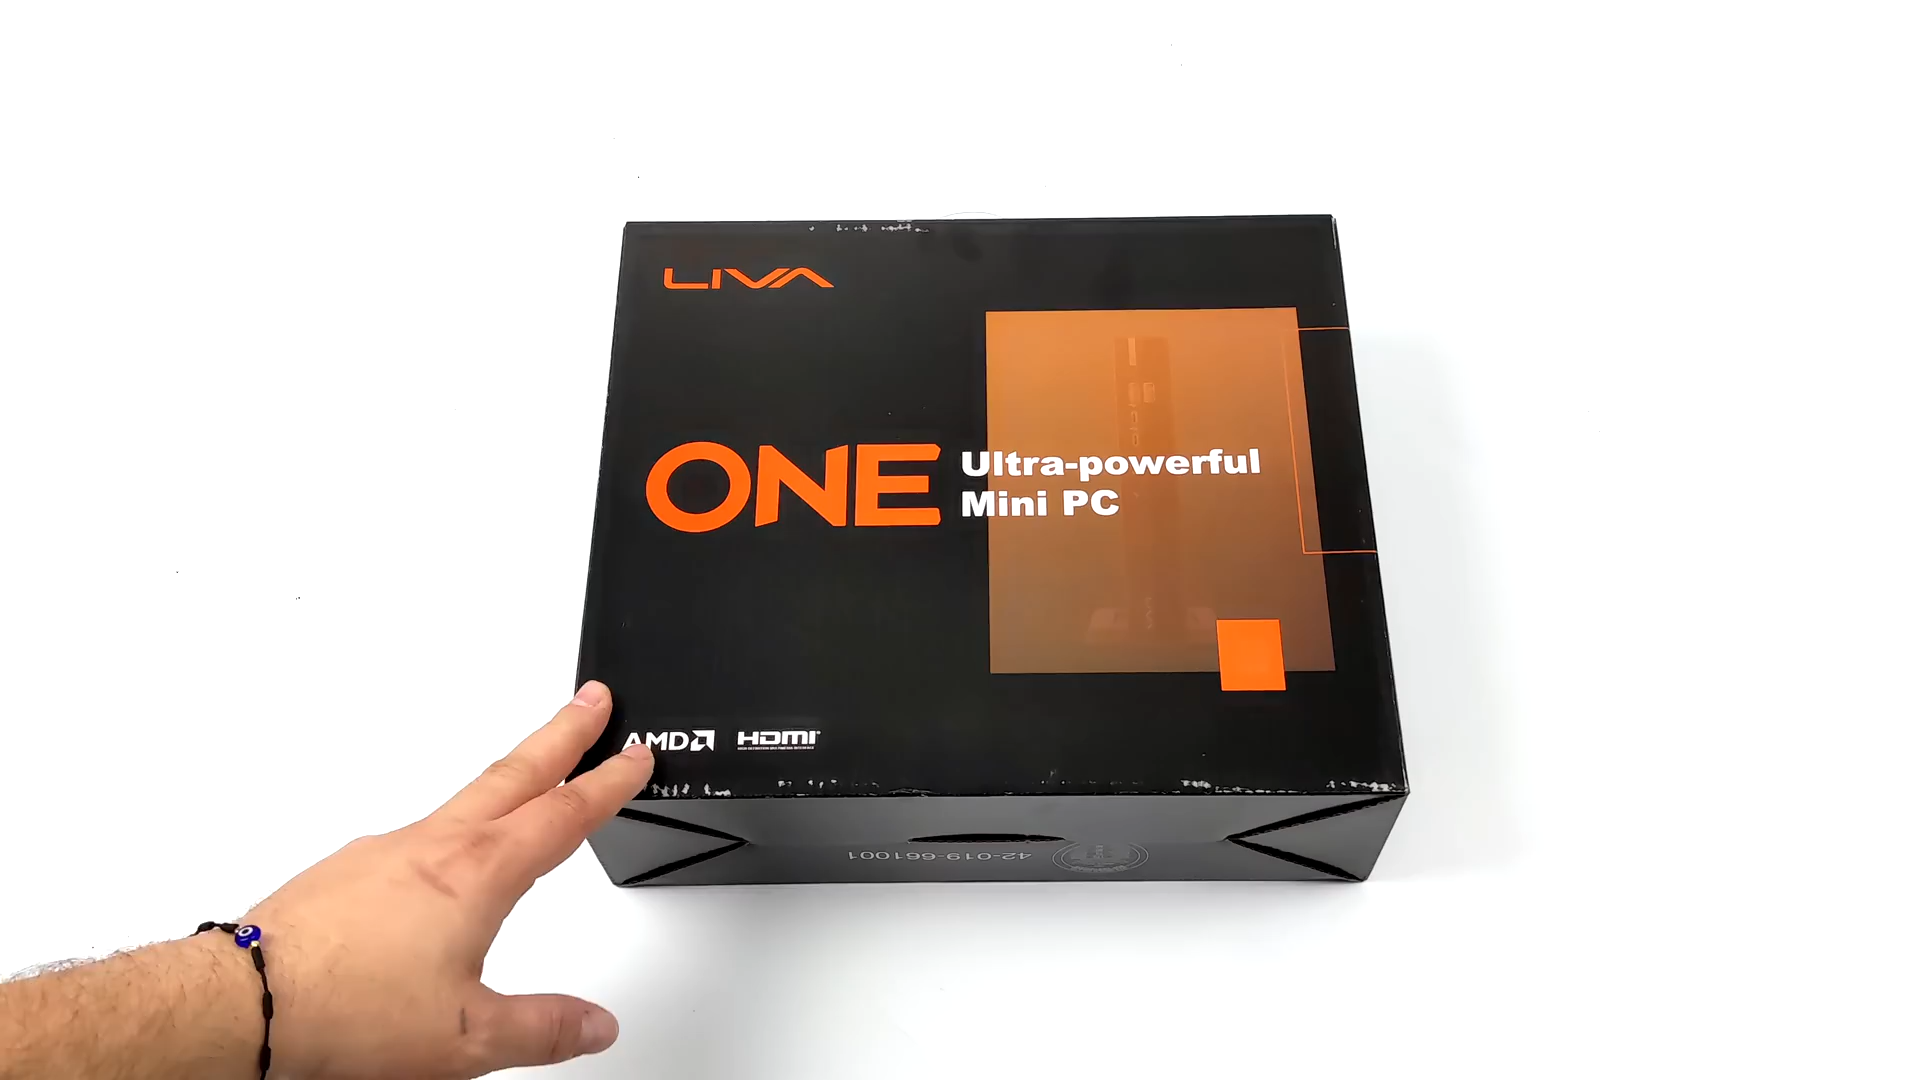 LIVA
ONE
Ultra-powerful
Mini PC
AMD
HDMI
42-019-661001